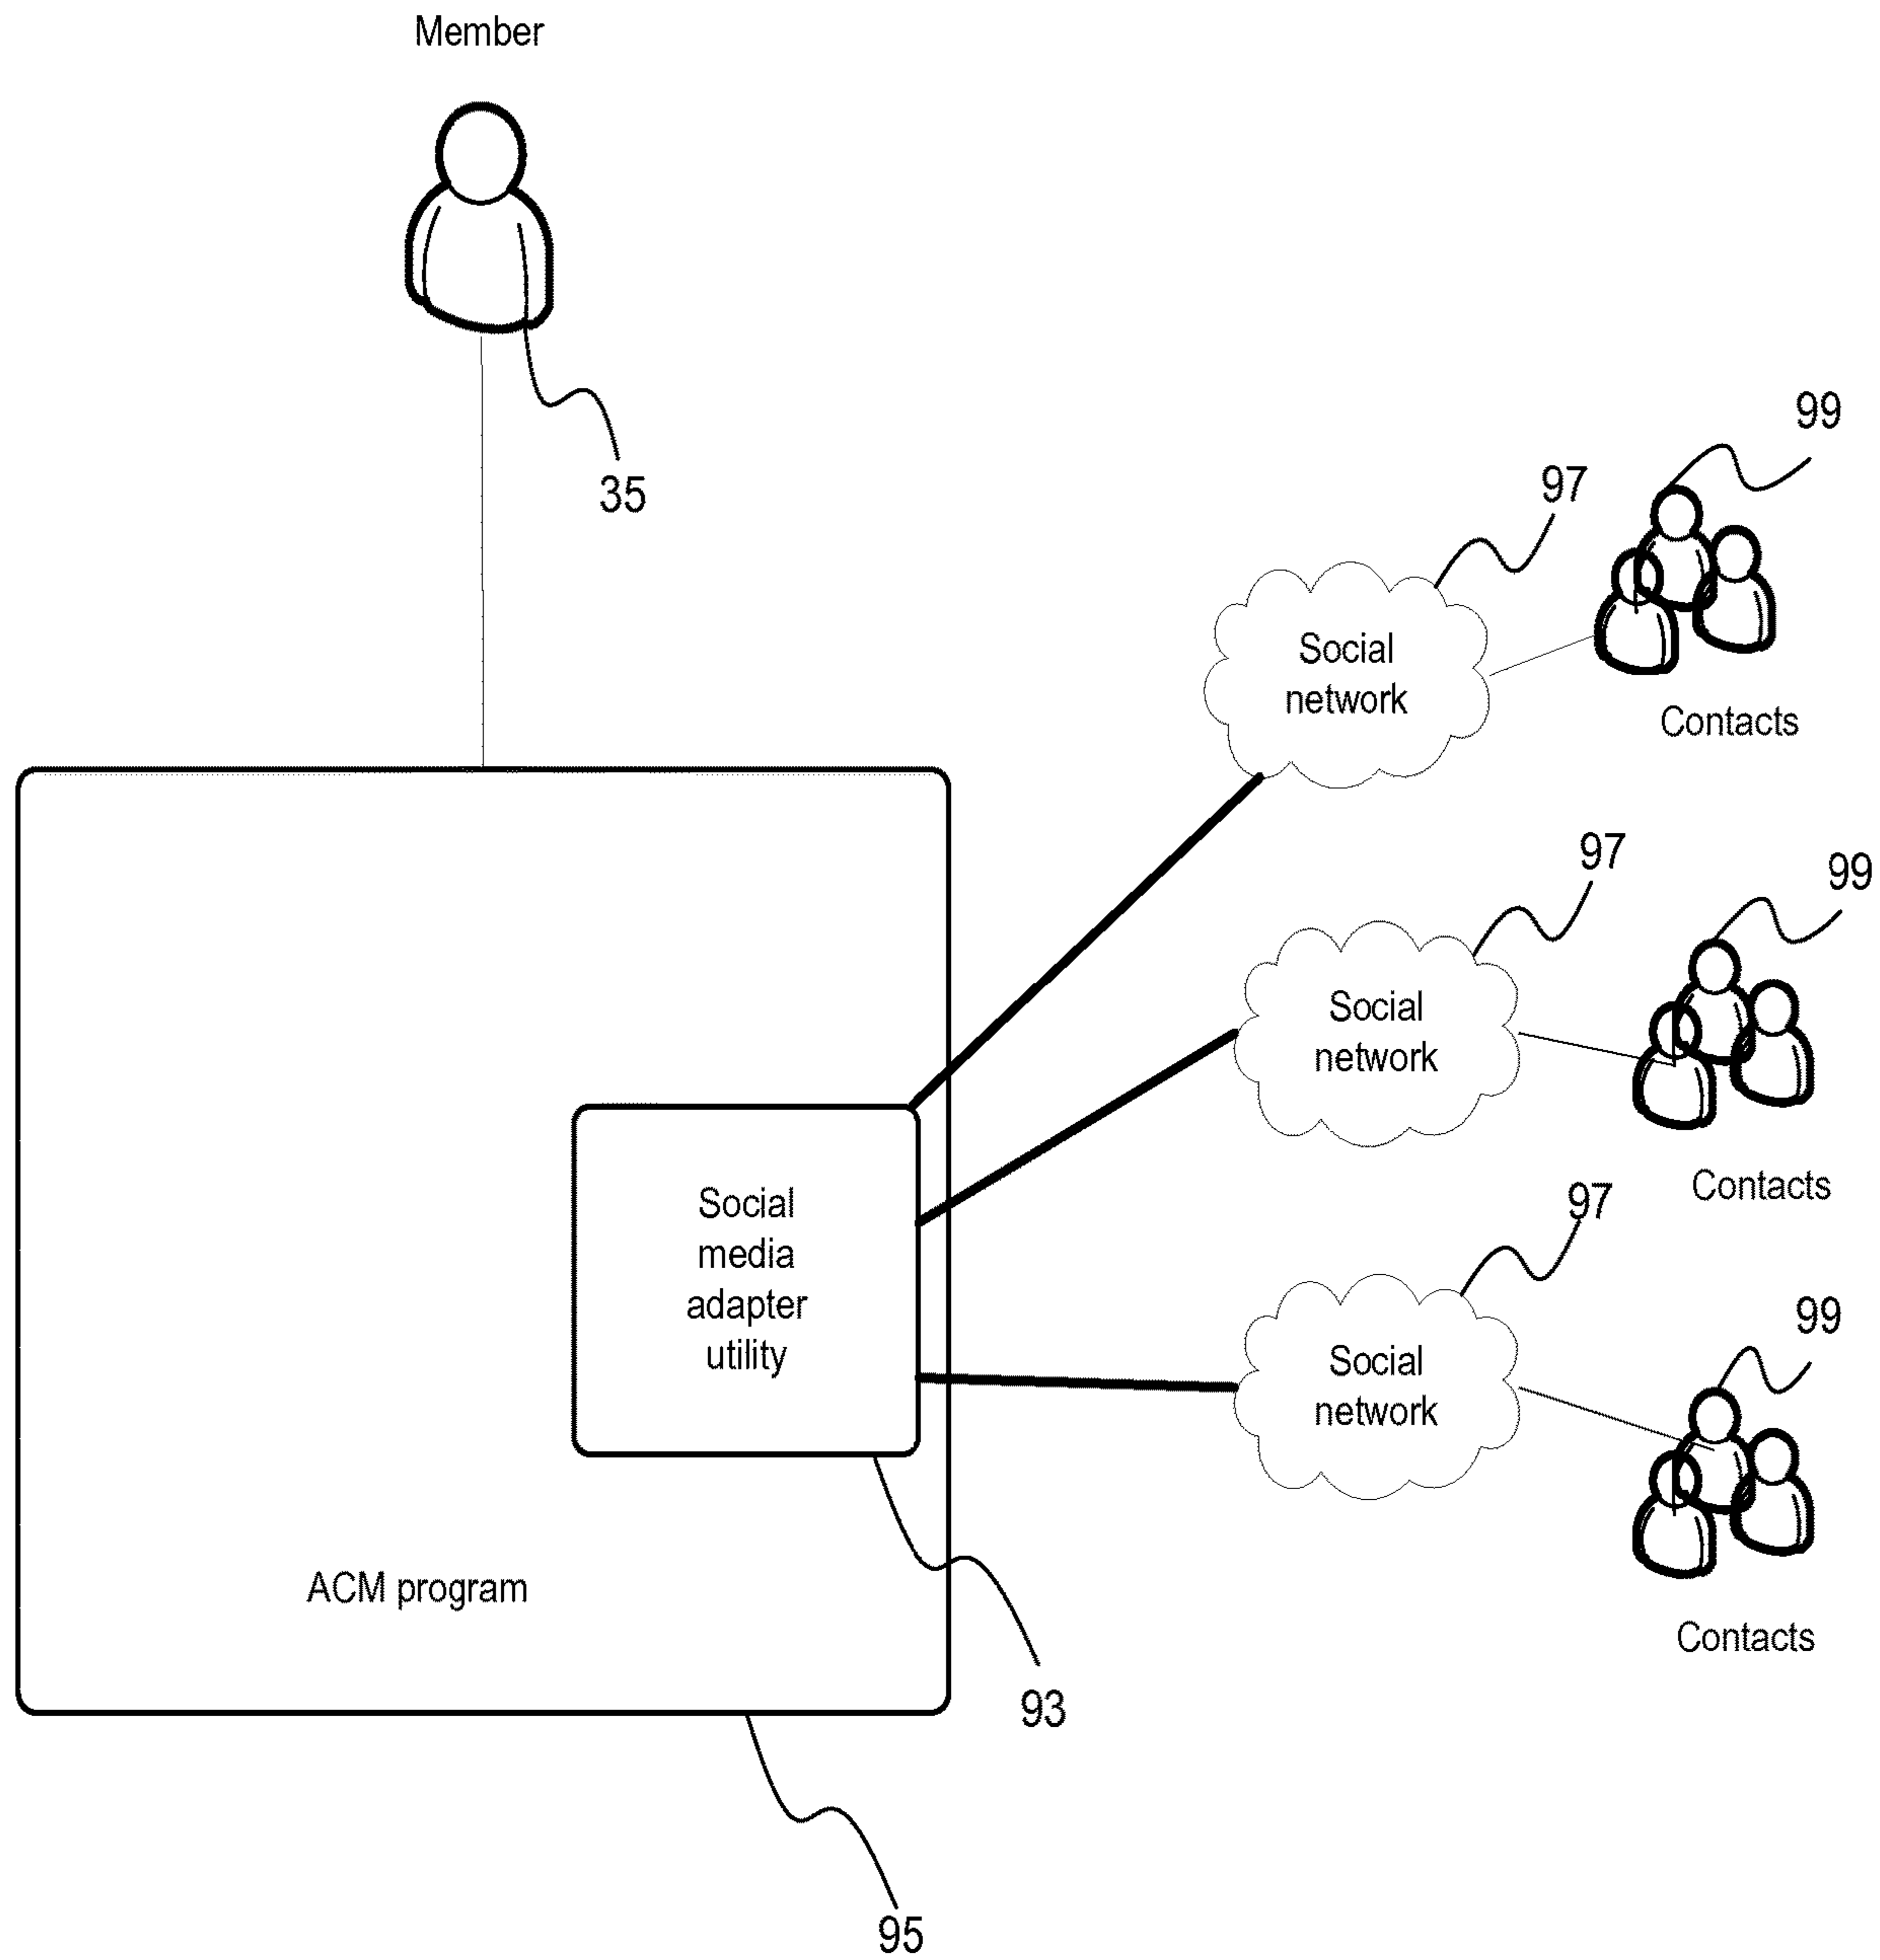 Member
35
99
97
Social
network
Contacts
97
99
Social
network
Contacts
97
Social
media
adapter
utility
99
Social
network
ACM program
Contacts
93
95